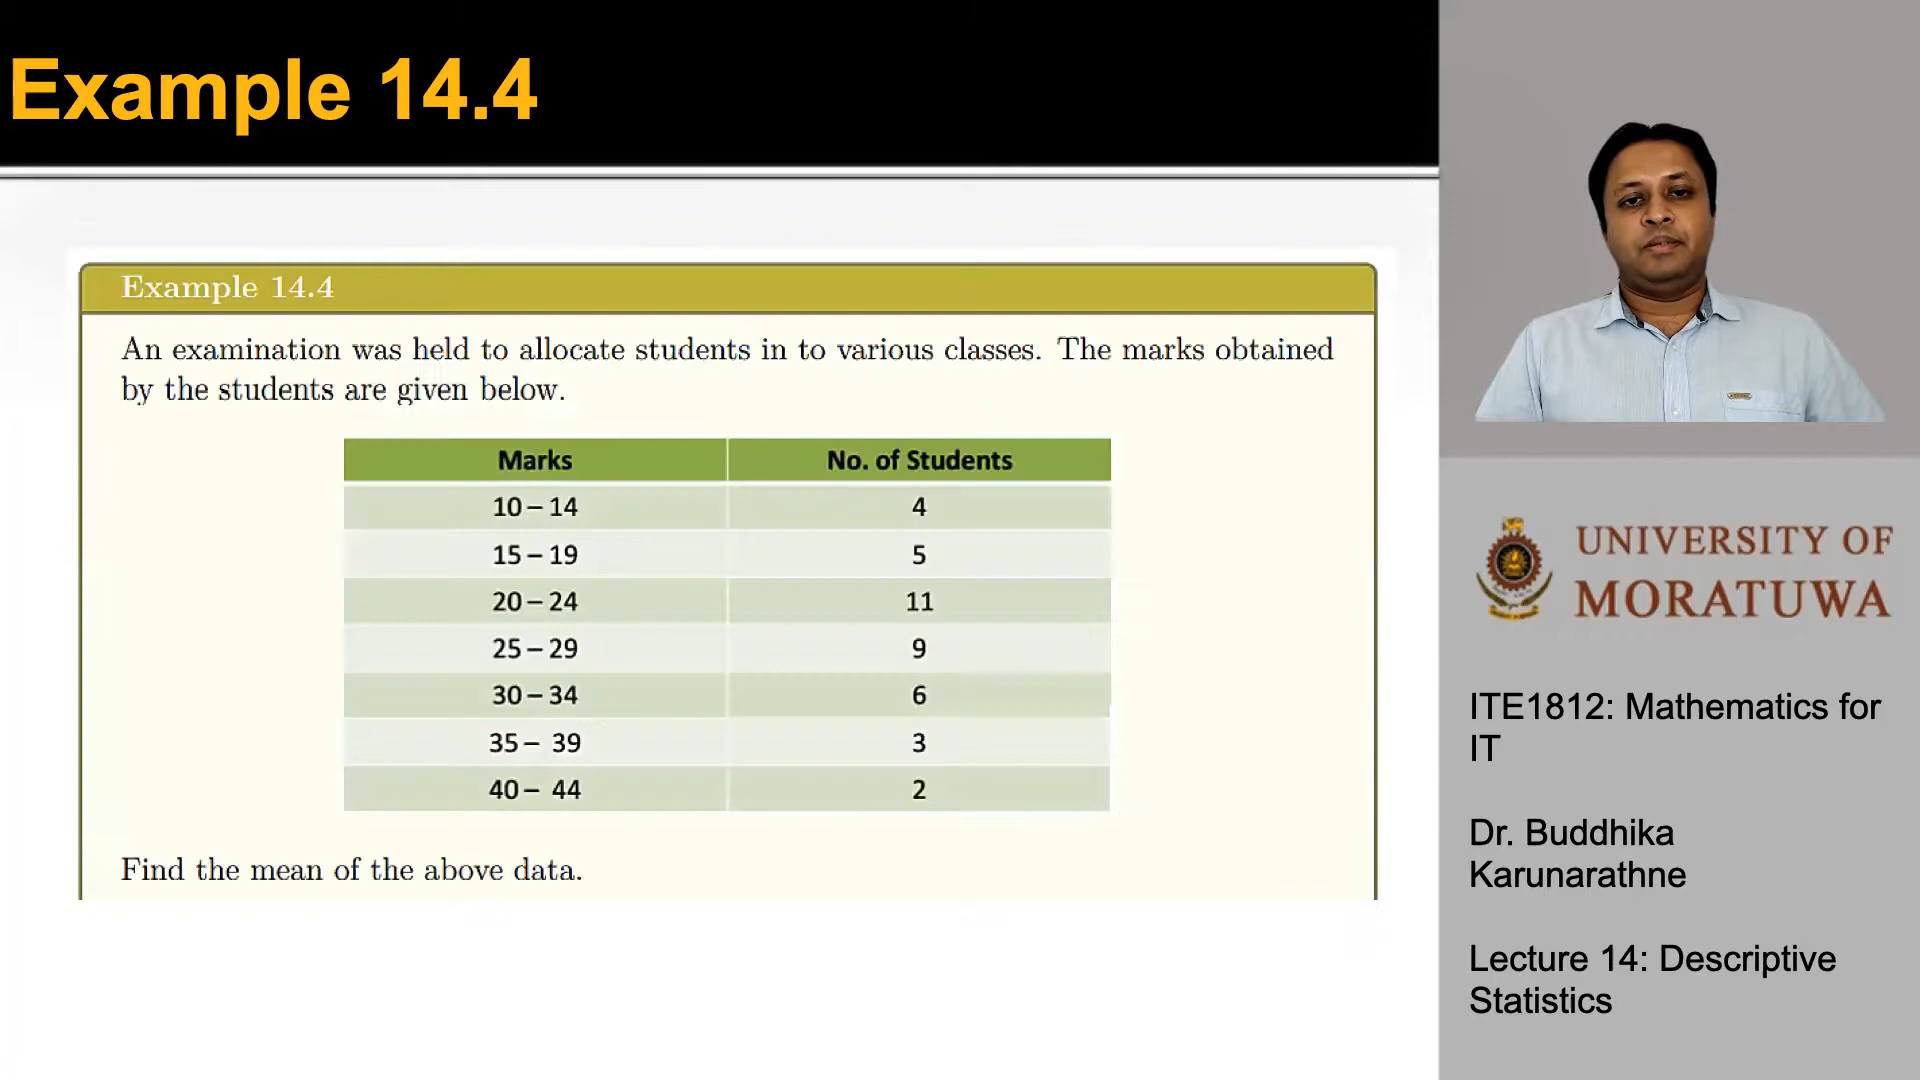 Example 14.4
Example 14.4
An examination was held to allocate students in to various classes. The marks obtained
by the students are given below.
Marks No. of Students
10 – 14 4
15 – 19 5
20 – 24 11
25 – 29 9
30 – 34 6
35 – 39 3
40 – 44 2
Find the mean of the above data.
UNIVERSITY OF
MORATUWA
ITE1812: Mathematics for
IT
Dr. Buddhika
Karunarathne
Lecture 14: Descriptive
Statistics